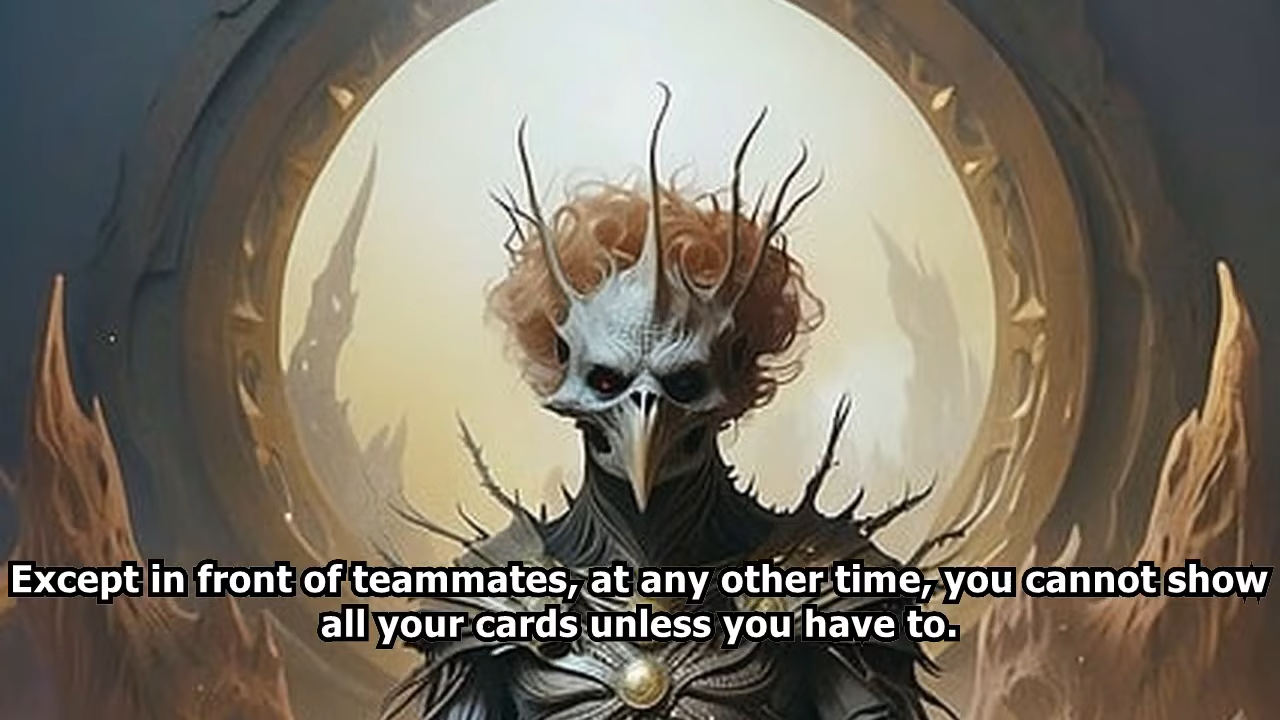 Except in front of teammates, at any other time, you cannot show
all your cards unless you have to.